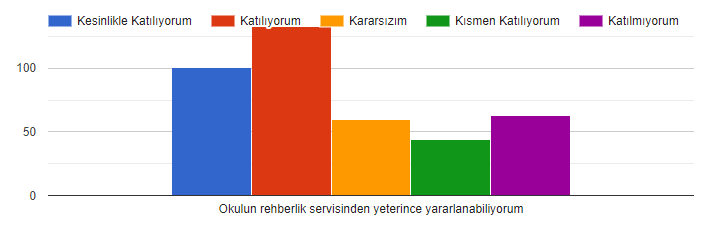 Kesinlikle Katılıyorum Katılıyorum Kararsızım Kısmen Katılıyorum Katılmıyorum
100
50
0
Okulun rehberlik servisinden yeterince yararlanabiliyorum